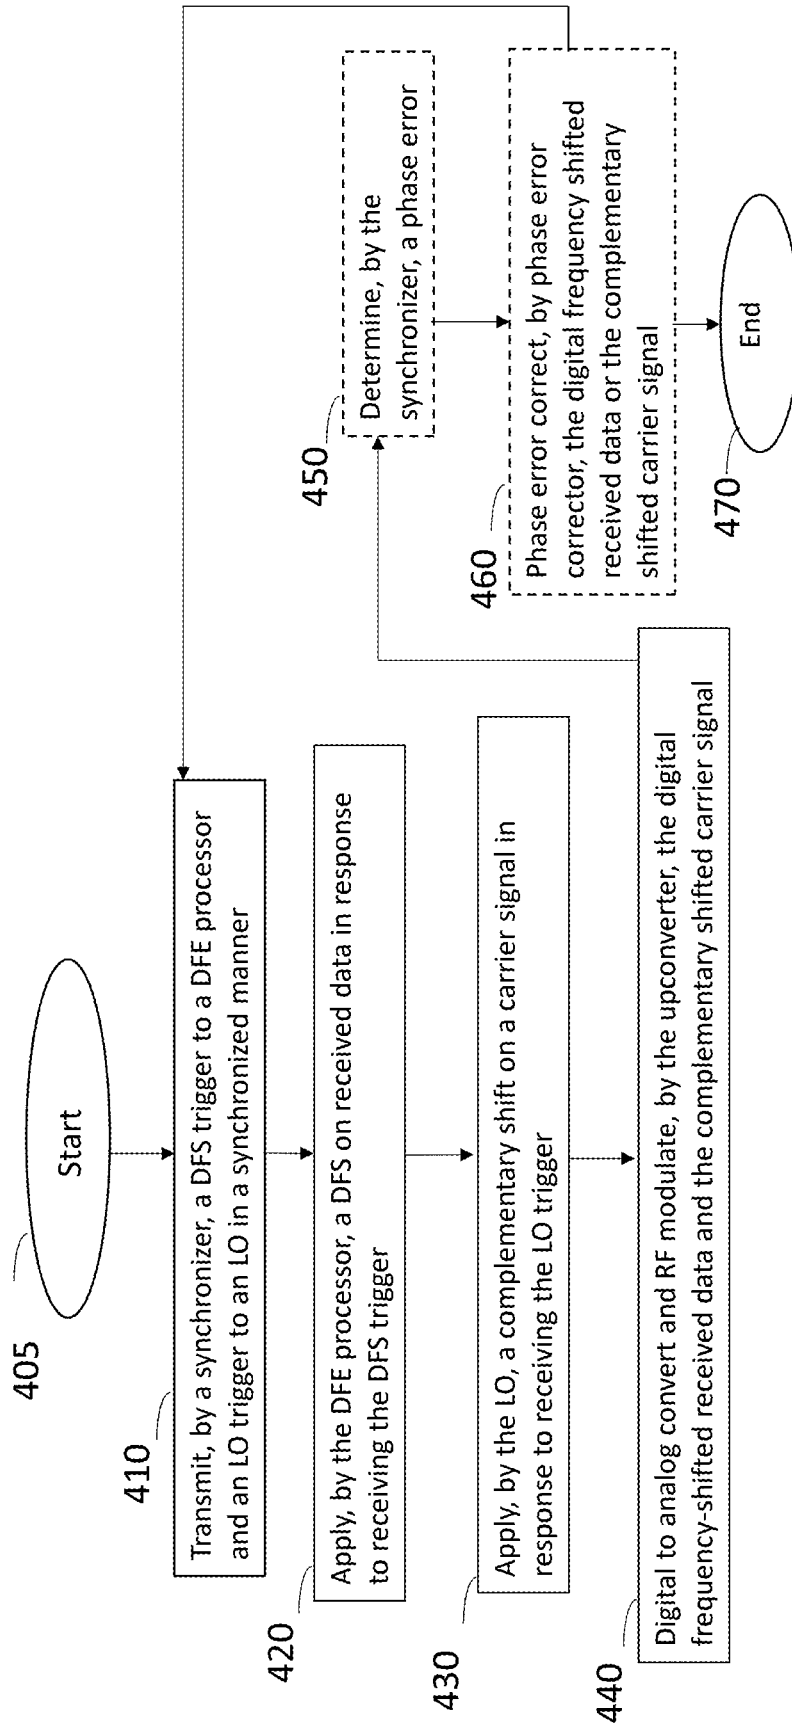 405
Start
410
Transmit, by a synchronizer, a DFS trigger to a DFE processor
and an LO trigger to an LO in a synchronized manner
420
Apply, by the DFE processor, a DFS on received data in response
to receiving the DFS trigger
430
Apply, by the LO, a complementary shift on a carrier signal in
response to receiving the LO trigger
440
Digital to analog convert and RF modulate, by the upconverter, the digital
frequency-shifted received data and the complementary shifted carrier signal
450
Determine, by the
synchronizer, a phase error
460
Phase error correct, by phase error
corrector, the digital frequency shifted
received data or the complementary
shifted carrier signal
470
End